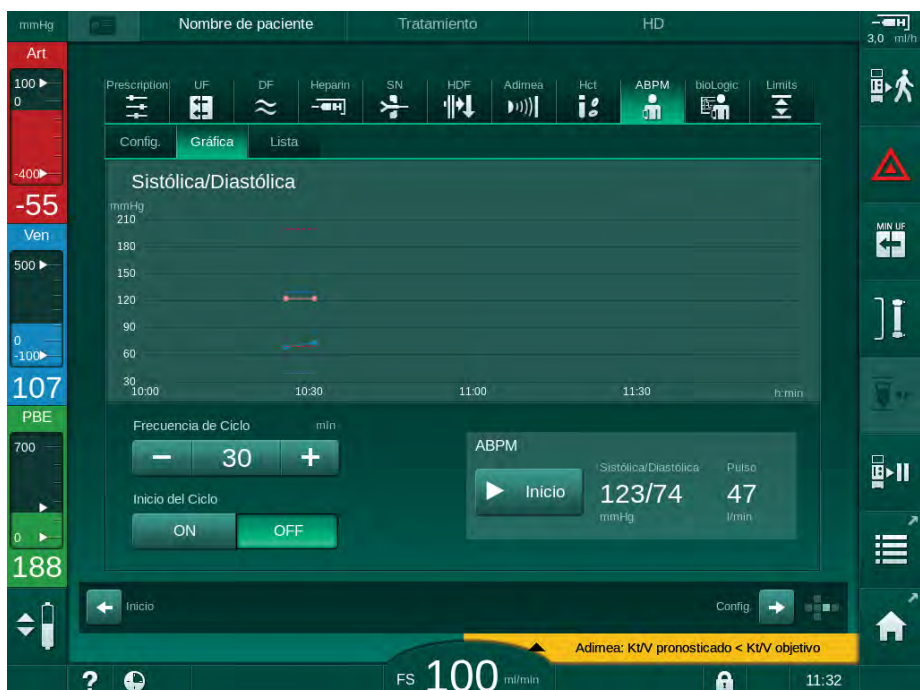 mmHg Nombre de paciente Tratamiento HD
3,0 ml/h
Art
100
0
-400
-55
Ven
500
0
-100
107
PBE
700
0
188
Prescription UF DF Heparin SN HDF Adimea Hct ABPM bioLogic Limits
Config. Gráfica Lista
Sistólica/Diastólica
mmHg
210
180
150
120
90
60
30
10:00 10:30 11:00 11:30 h:min
Frecuencia de Ciclo min
− 30 +
Inicio del Ciclo
ON OFF
ABPM
Inicio
Sistólica/Diastólica Pulso
123/74 47
mmHg l/min
MIN UF
Inicio Config.
Adimea: Kt/V pronosticado < Kt/V objetivo
? FS 100 ml/min 11:32